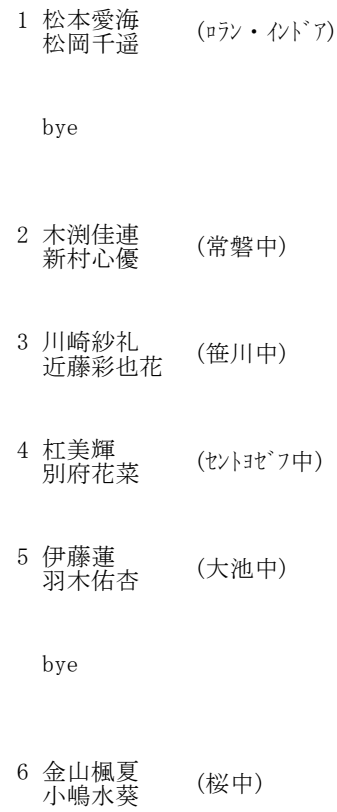 1 松本愛海
松岡千遥
(ﾛﾗﾝ・ｲﾝﾄﾞｱ)
bye
2 木渕佳連
新村心優
(常磐中)
3 川崎紗礼
近藤彩也花
(笹川中)
4 杠美輝
別府花菜
(ｾﾝﾄﾖｾﾞﾌ中)
5 伊藤蓮
羽木佑杏
(大池中)
bye
6 金山楓夏
小嶋水葵
(桜中)